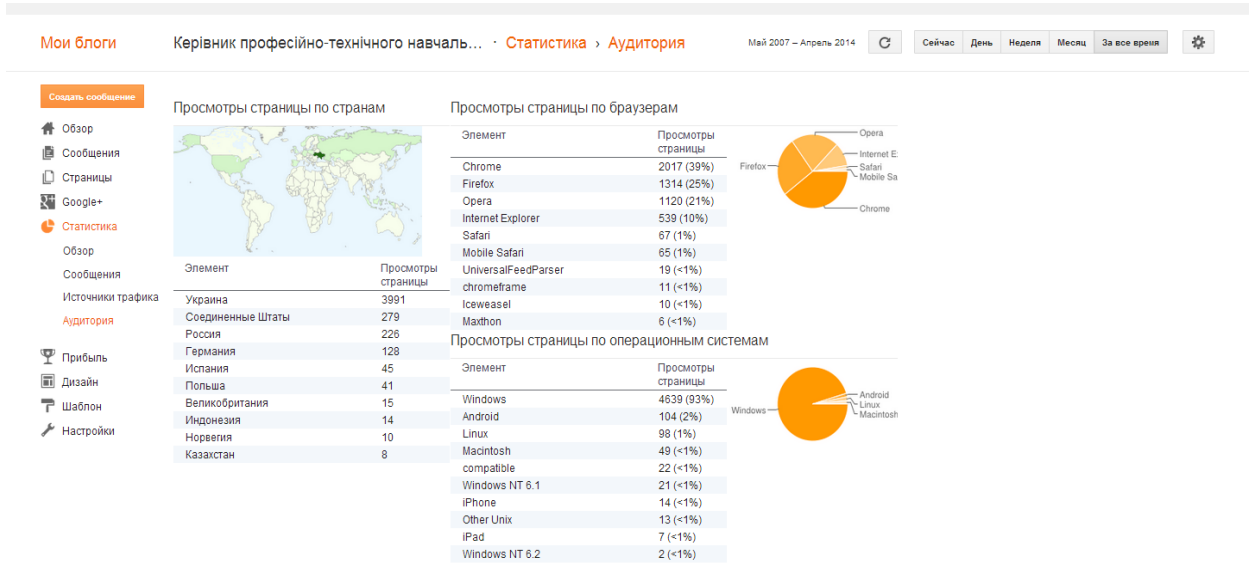 Мои блоги
Керівник професійно-технічного навчаль... · Статистика › Аудитория
Май 2007 – Апрель 2014
Сейчас День Неделя Месяц За все время
Создать сообщение
Обзор
Сообщения
Страницы
Google+
Статистика
Обзор
Сообщения
Источники трафика
Аудитория
Прибыль
Дизайн
Шаблон
Настройки
Просмотры страницы по странам
Элемент Просмотры страницы
Украина 3991
Соединенные Штаты 279
Россия 226
Германия 128
Испания 45
Польша 41
Великобритания 15
Индонезия 14
Норвегия 10
Казахстан 8
Просмотры страницы по браузерам
Элемент Просмотры страницы
Chrome 2017 (39%)
Firefox 1314 (25%)
Opera 1120 (21%)
Internet Explorer 539 (10%)
Safari 67 (1%)
Mobile Safari 65 (1%)
UniversalFeedParser 19 (<1%)
chromeframe 11 (<1%)
Iceweasel 10 (<1%)
Maxthon 6 (<1%)
Opera
Internet E
Firefox
Safari
Mobile Sa
Chrome
Просмотры страницы по операционным системам
Элемент Просмотры страницы
Windows 4639 (93%)
Android 104 (2%)
Linux 98 (1%)
Macintosh 49 (<1%)
compatible 22 (<1%)
Windows NT 6.1 21 (<1%)
iPhone 14 (<1%)
Other Unix 13 (<1%)
iPad 7 (<1%)
Windows NT 6.2 2 (<1%)
Android
Linux
Windows
Macintosh